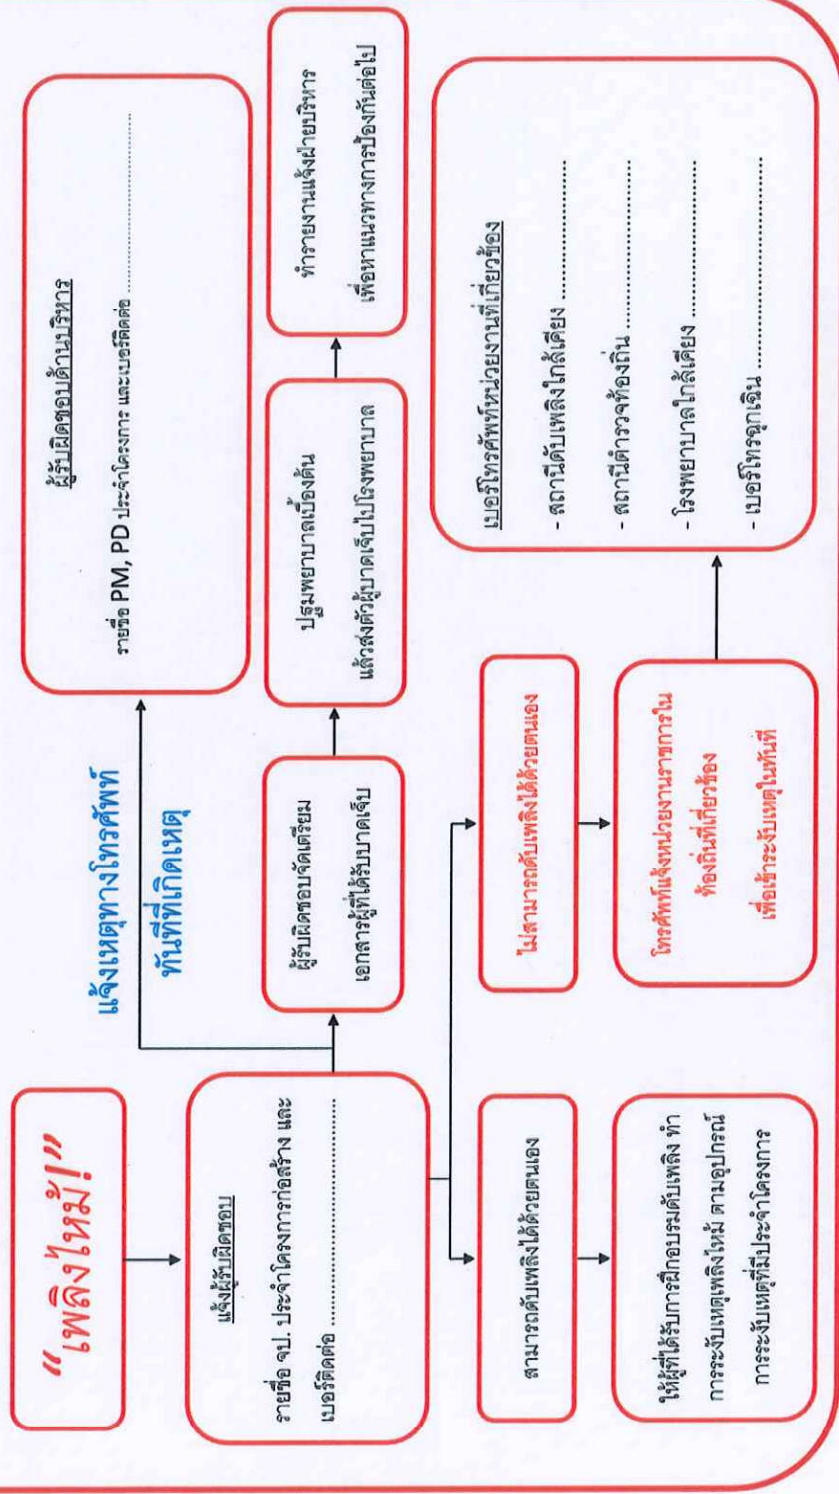 “เพลิงไหม้!”
แจ้งผู้รับผิดชอบ
รายชื่อ จป. ประจำโครงการก่อสร้าง และ
เบอร์ติดต่อ ................................................
แจ้งเหตุทางโทรศัพท์
ทันทีที่เกิดเหตุ
ผู้รับผิดชอบด้านบริหาร
รายชื่อ PM, PD ประจำโครงการ และเบอร์ติดต่อ ................................................
ผู้รับผิดชอบจัดเตรียม
เอกสารผู้ที่ได้รับบาดเจ็บ
ปฐมพยาบาลเบื้องต้น
แล้วส่งตัวผู้บาดเจ็บไปโรงพยาบาล
ทำรายงานแจ้งฝ่ายบริหาร
เพื่อหาแนวทางการป้องกันต่อไป
สามารถดับเพลิงได้ด้วยตนเอง
ให้ผู้ที่ได้รับการฝึกอบรมดับเพลิง ทำ
การระงับเหตุเพลิงไหม้ ตามอุปกรณ์
การระงับเหตุที่มีประจำโครงการ
ไม่สามารถดับเพลิงได้ด้วยตนเอง
โทรศัพท์แจ้งหน่วยงานราชการใน
ท้องถิ่นที่เกี่ยวข้อง
เพื่อเข้าระงับเหตุในทันที
เบอร์โทรศัพท์หน่วยงานที่เกี่ยวข้อง
- สถานีดับเพลิงใกล้เคียง ................................
- สถานีตำรวจท้องถิ่น ................................
- โรงพยาบาลใกล้เคียง ................................
- เบอร์โทรฉุกเฉิน ................................